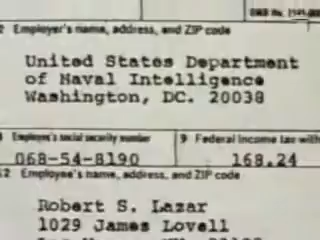 Employer's name, address, and ZIP code
United States Department
of Naval Intelligence
Washington, DC. 20038
Employee's social security number
9 Federal income tax with
068-54-8190
168.24
2 Employee's name, address, and ZIP code
Robert S. Lazar
1029 James Lovell